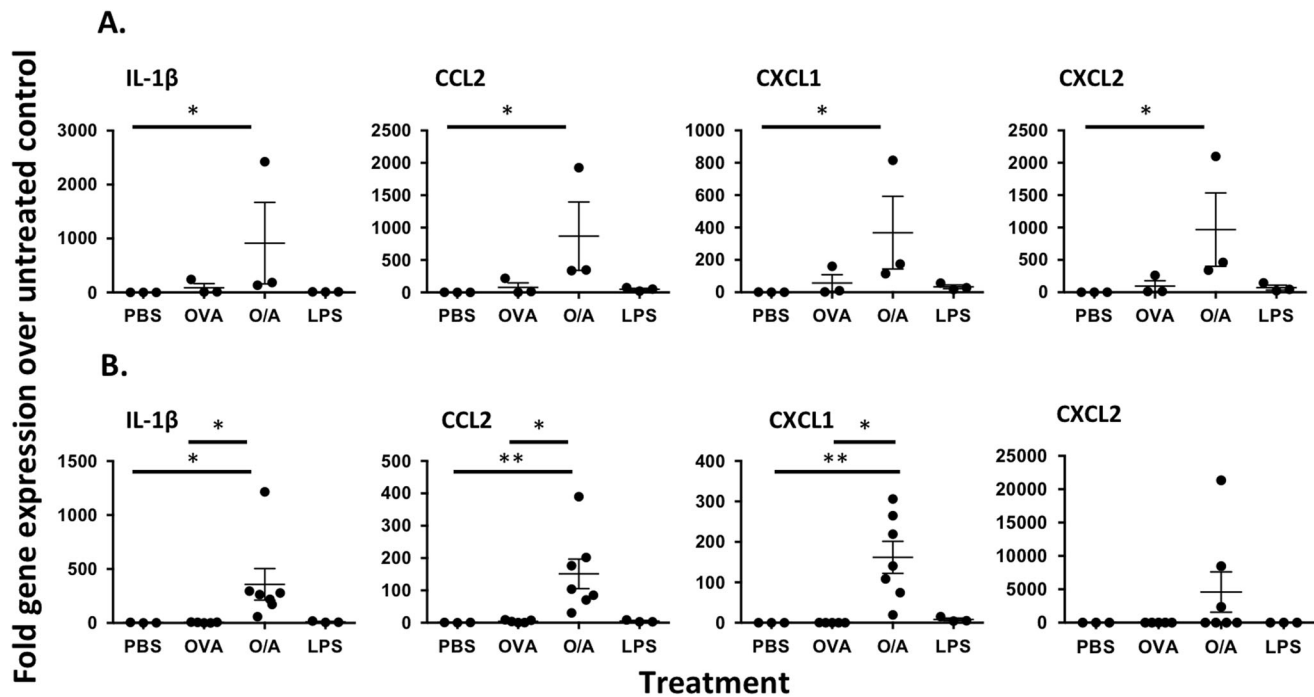 Fold gene expression over untreated control
A.
IL-1β
*
3000
2000
1000
0
PBS OVA O/A LPS
CCL2
*
2500
2000
1500
1000
500
0
PBS OVA O/A LPS
CXCL1
*
1000
800
600
400
200
0
PBS OVA O/A LPS
CXCL2
*
2500
2000
1500
1000
500
0
PBS OVA O/A LPS
B.
IL-1β
*
*
1500
1000
500
0
PBS OVA O/A LPS
CCL2
*
**
500
400
300
200
100
0
PBS OVA O/A LPS
CXCL1
*
**
400
300
200
100
0
PBS OVA O/A LPS
CXCL2
25000
20000
15000
10000
5000
0
PBS OVA O/A LPS
Treatment